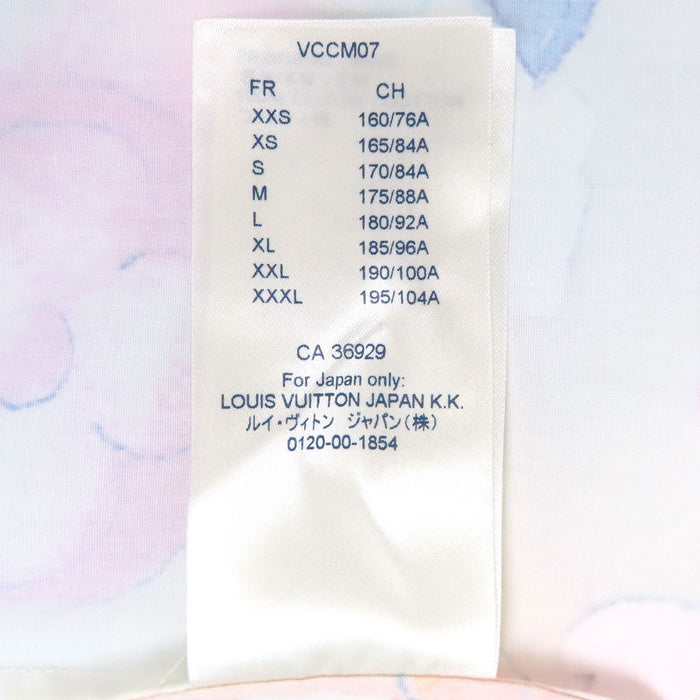 VCCM07
FR CH
XXS 160/76A
XS 165/84A
S 170/84A
M 175/88A
L 180/92A
XL 185/96A
XXL 190/100A
XXXL 195/104A
CA 36929
For Japan only:
LOUIS VUITTON JAPAN K.K.
ルイ・ヴィトン ジャパン(株)
0120-00-1854